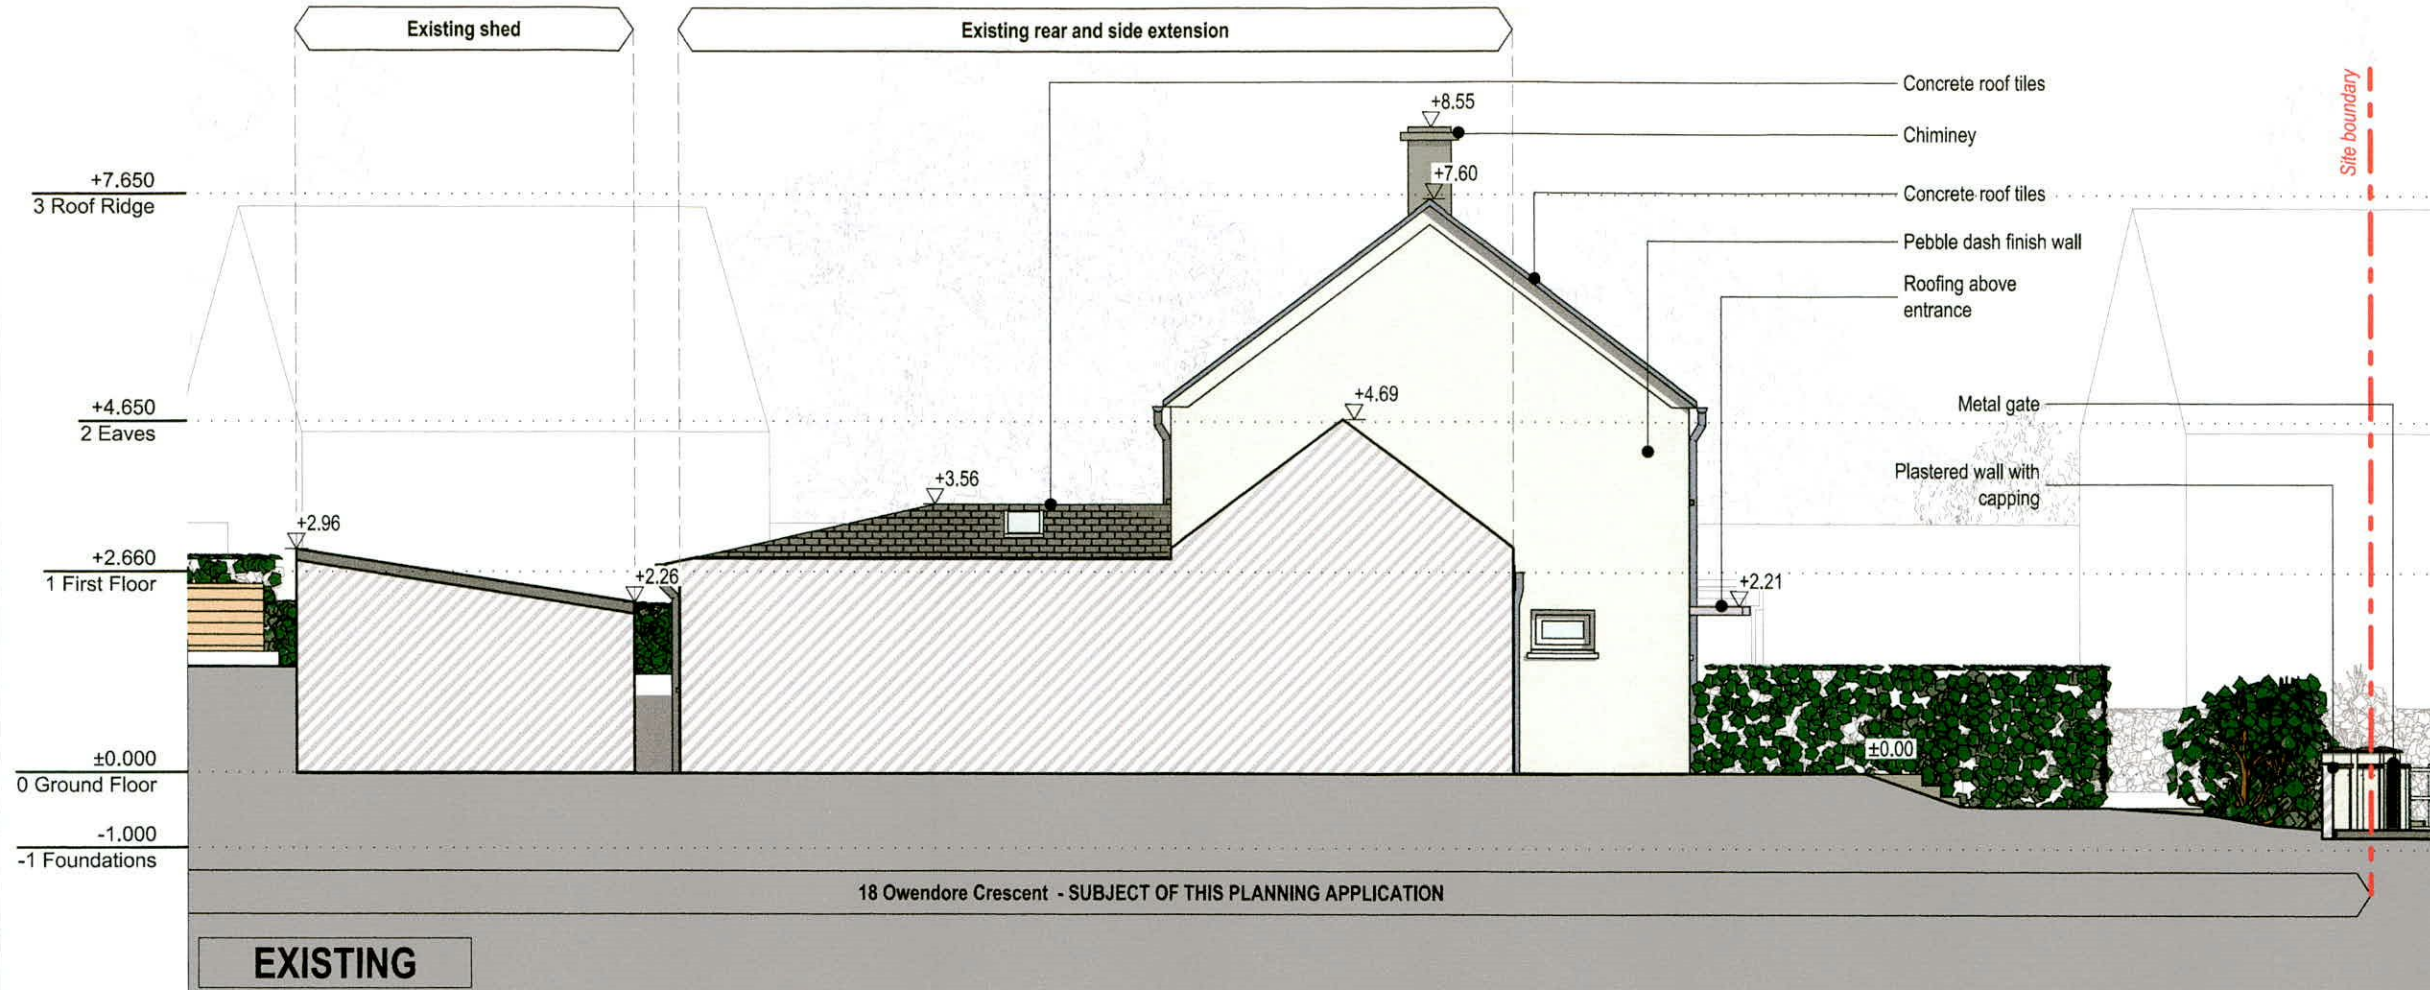 Existing shed
Existing rear and side extension
Concrete roof tiles
+8.55
Chiminey
Site boundary
+7.60
+7.650
3 Roof Ridge
Concrete roof tiles
Pebble dash finish wall
Roofing above
entrance
+4.69
Metal gate
+4.650
2 Eaves
+3.56
Plastered wall with
capping
+2.96
+2.660
1 First Floor
+2.26
+2.21
±0.00
±0.000
0 Ground Floor
-1.000
-1 Foundations
18 Owendore Crescent - SUBJECT OF THIS PLANNING APPLICATION
EXISTING